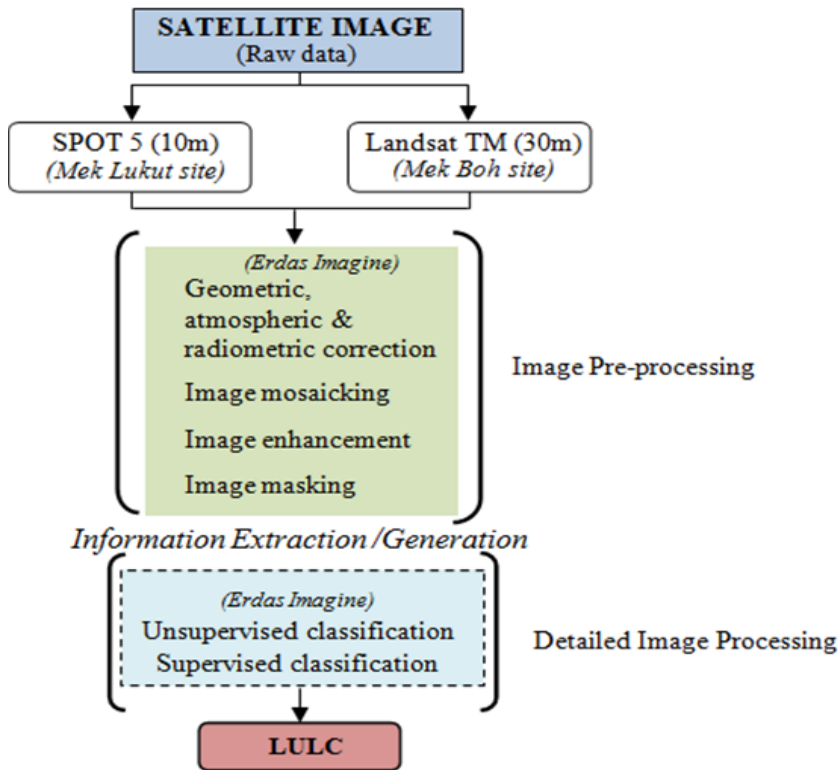 SATELLITE IMAGE
(Raw data)
SPOT 5 (10m)
(Mek Lukut site)
Landsat TM (30m)
(Mek Boh site)
(Erdas Imagine)
Geometric,
atmospheric &
radiometric correction
Image mosaicking
Image enhancement
Image masking
Image Pre-processing
Information Extraction/Generation
(Erdas Imagine)
Unsupervised classification
Supervised classification
Detailed Image Processing
LULC